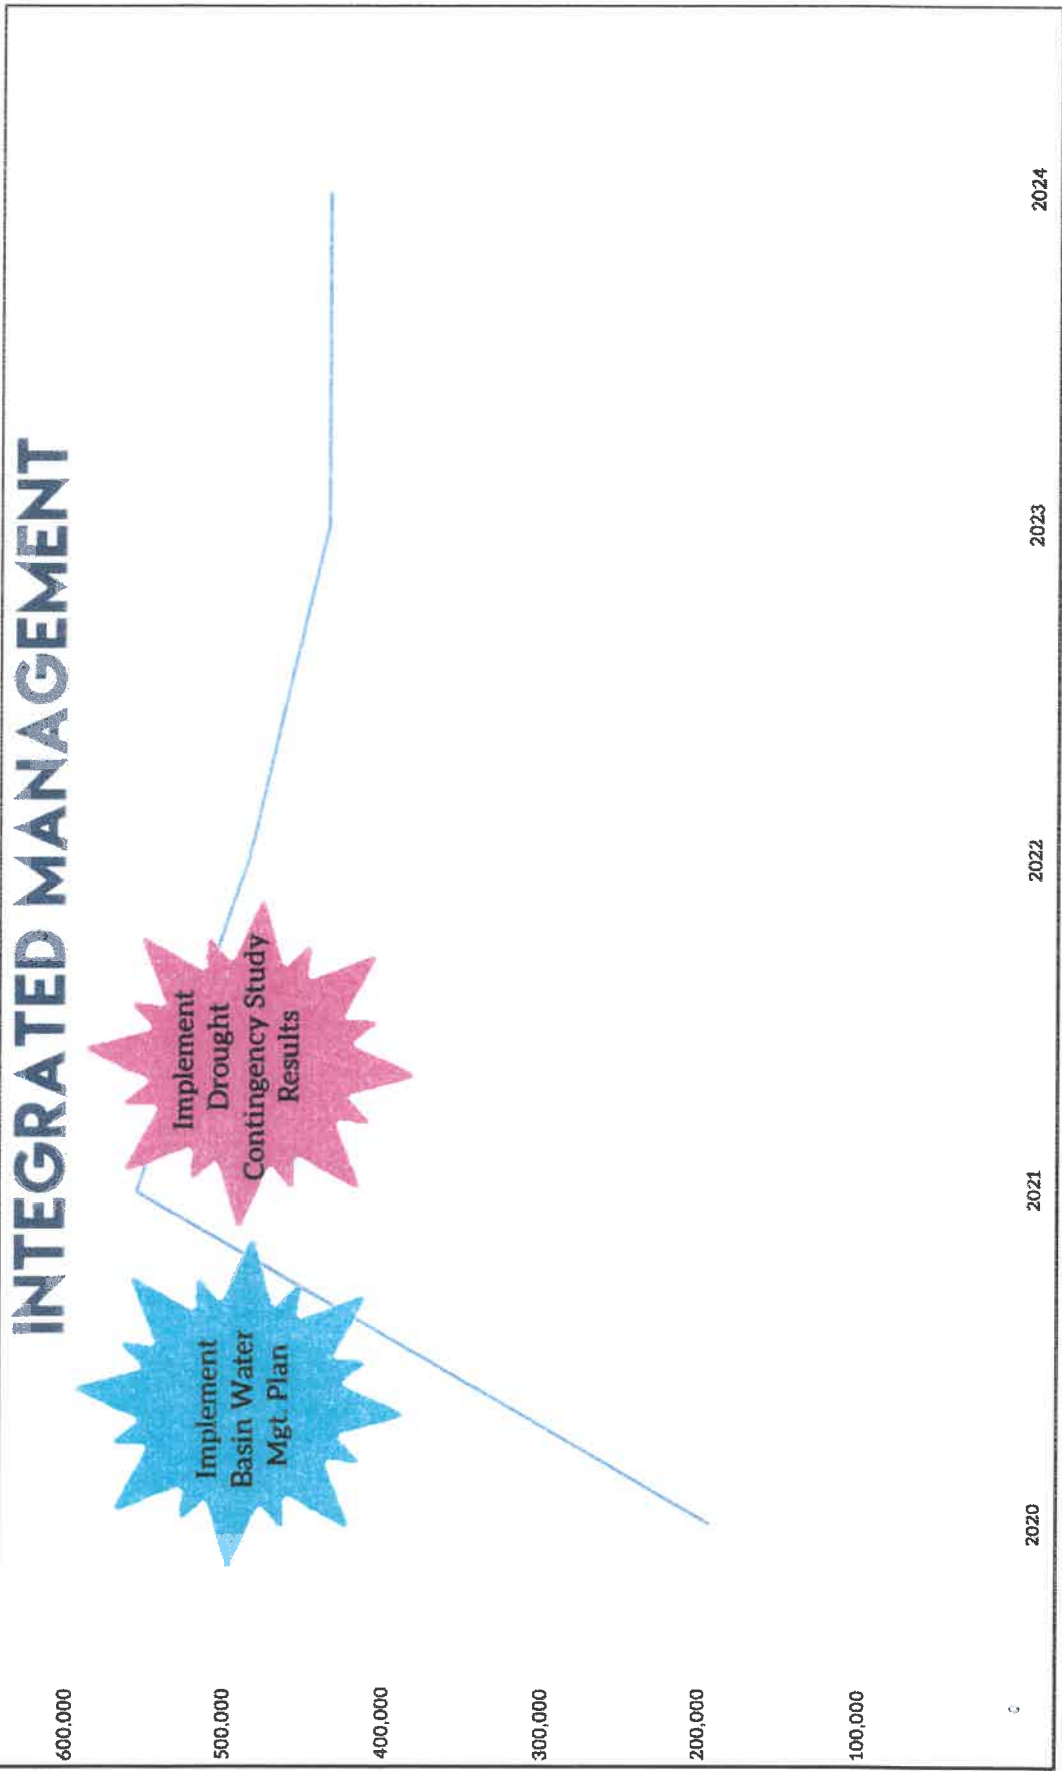 INTEGRATED MANAGEMENT
600.000
500.000
400,000
300,000
200,000
100,000
0
Implement
Basin Water
Mgt. Plan
Implement
Drought
Contingency Study
Results
2020
2021
2022
2023
2024